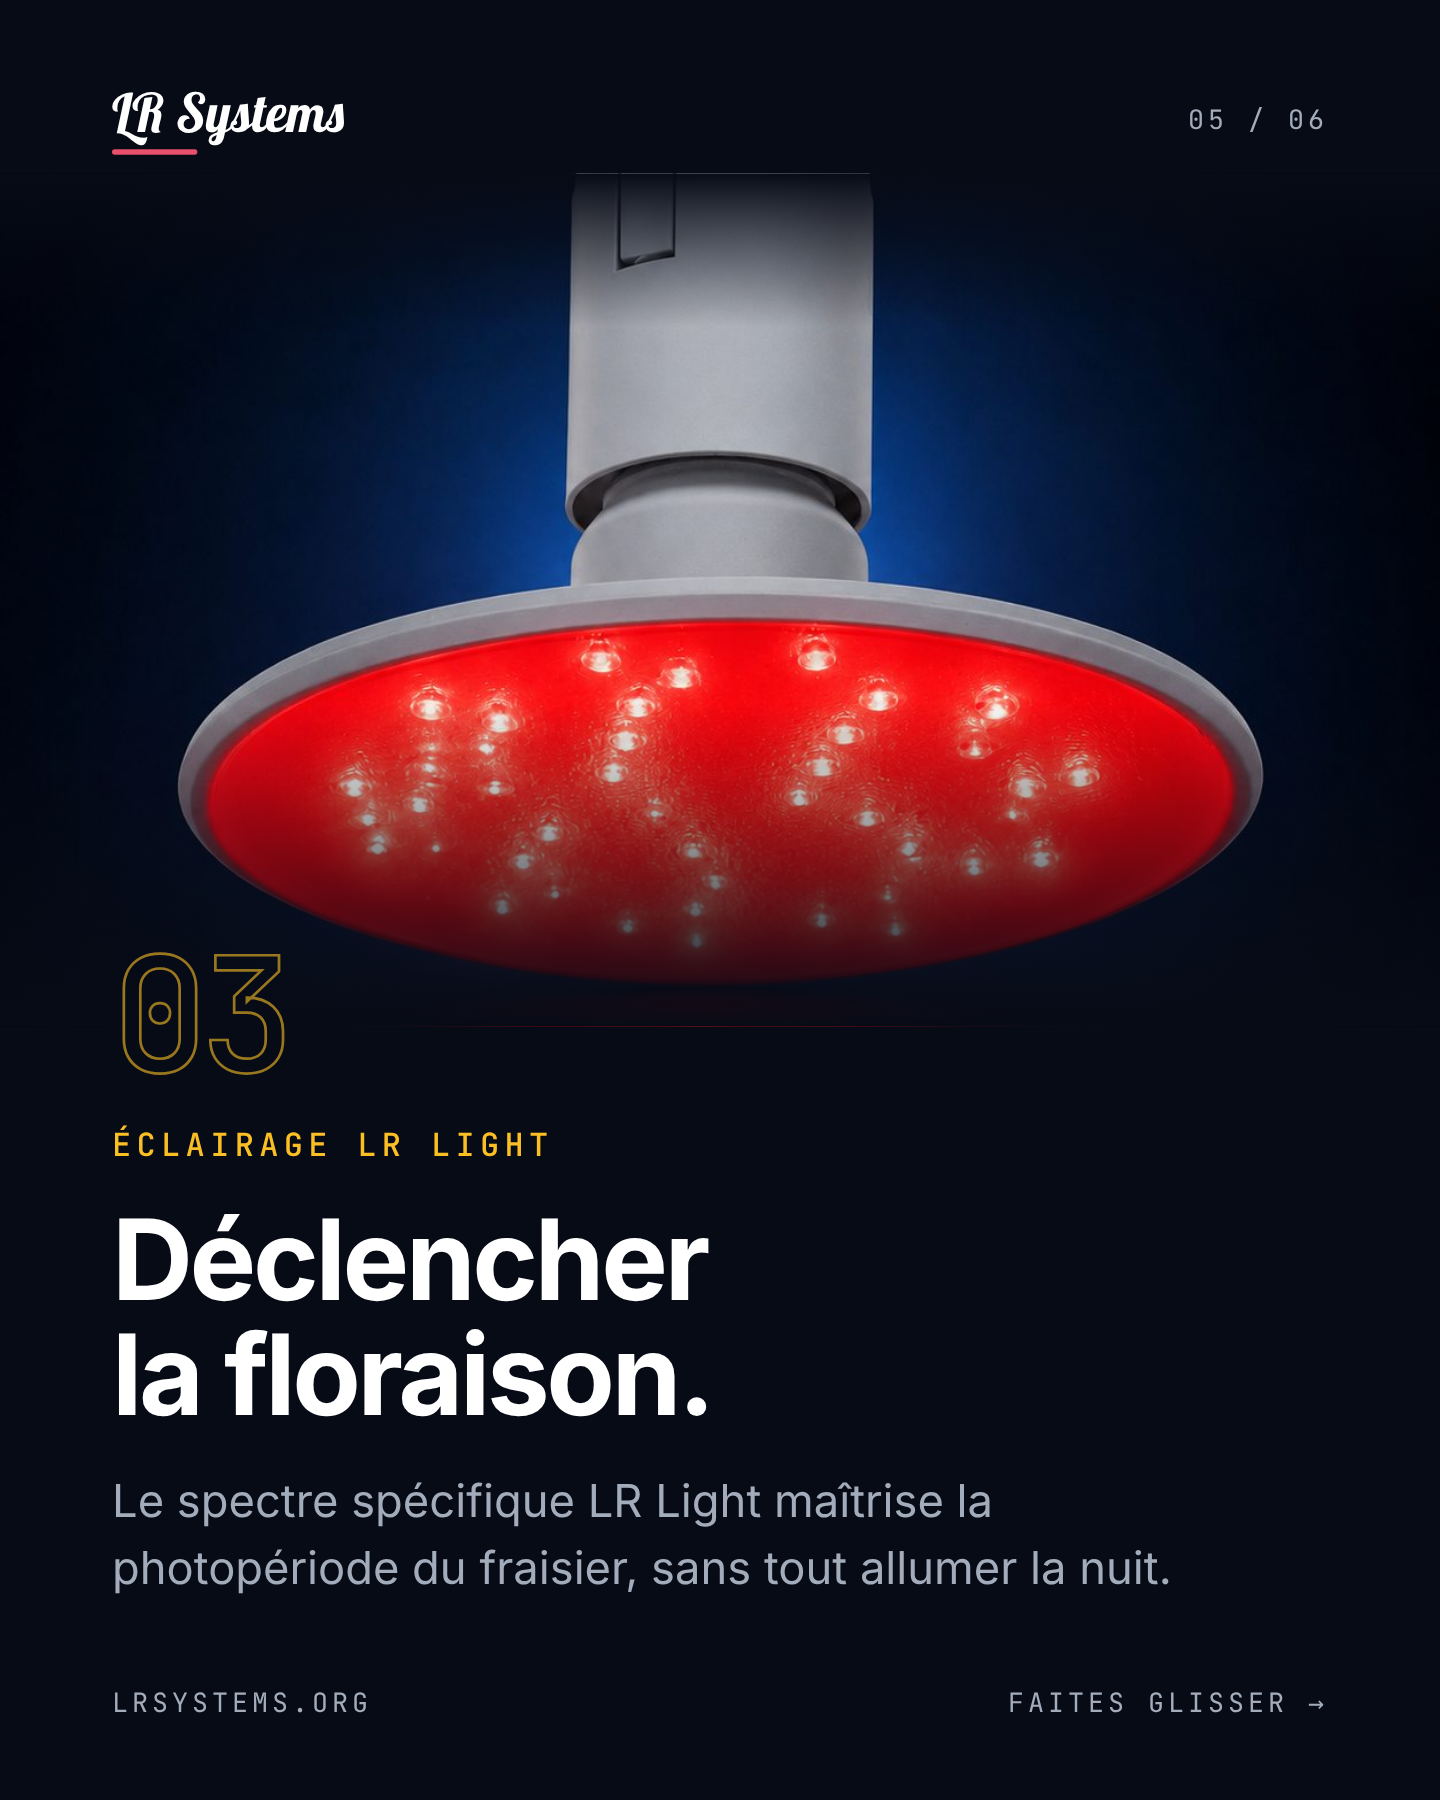 LR Systems
05 / 06
03
ÉCLAIRAGE LR LIGHT
Déclencher
la floraison.
Le spectre spécifique LR Light maîtrise la
photopériode du fraisier, sans tout allumer la nuit.
LRSYSTEMS.ORG
FAITES GLISSER →